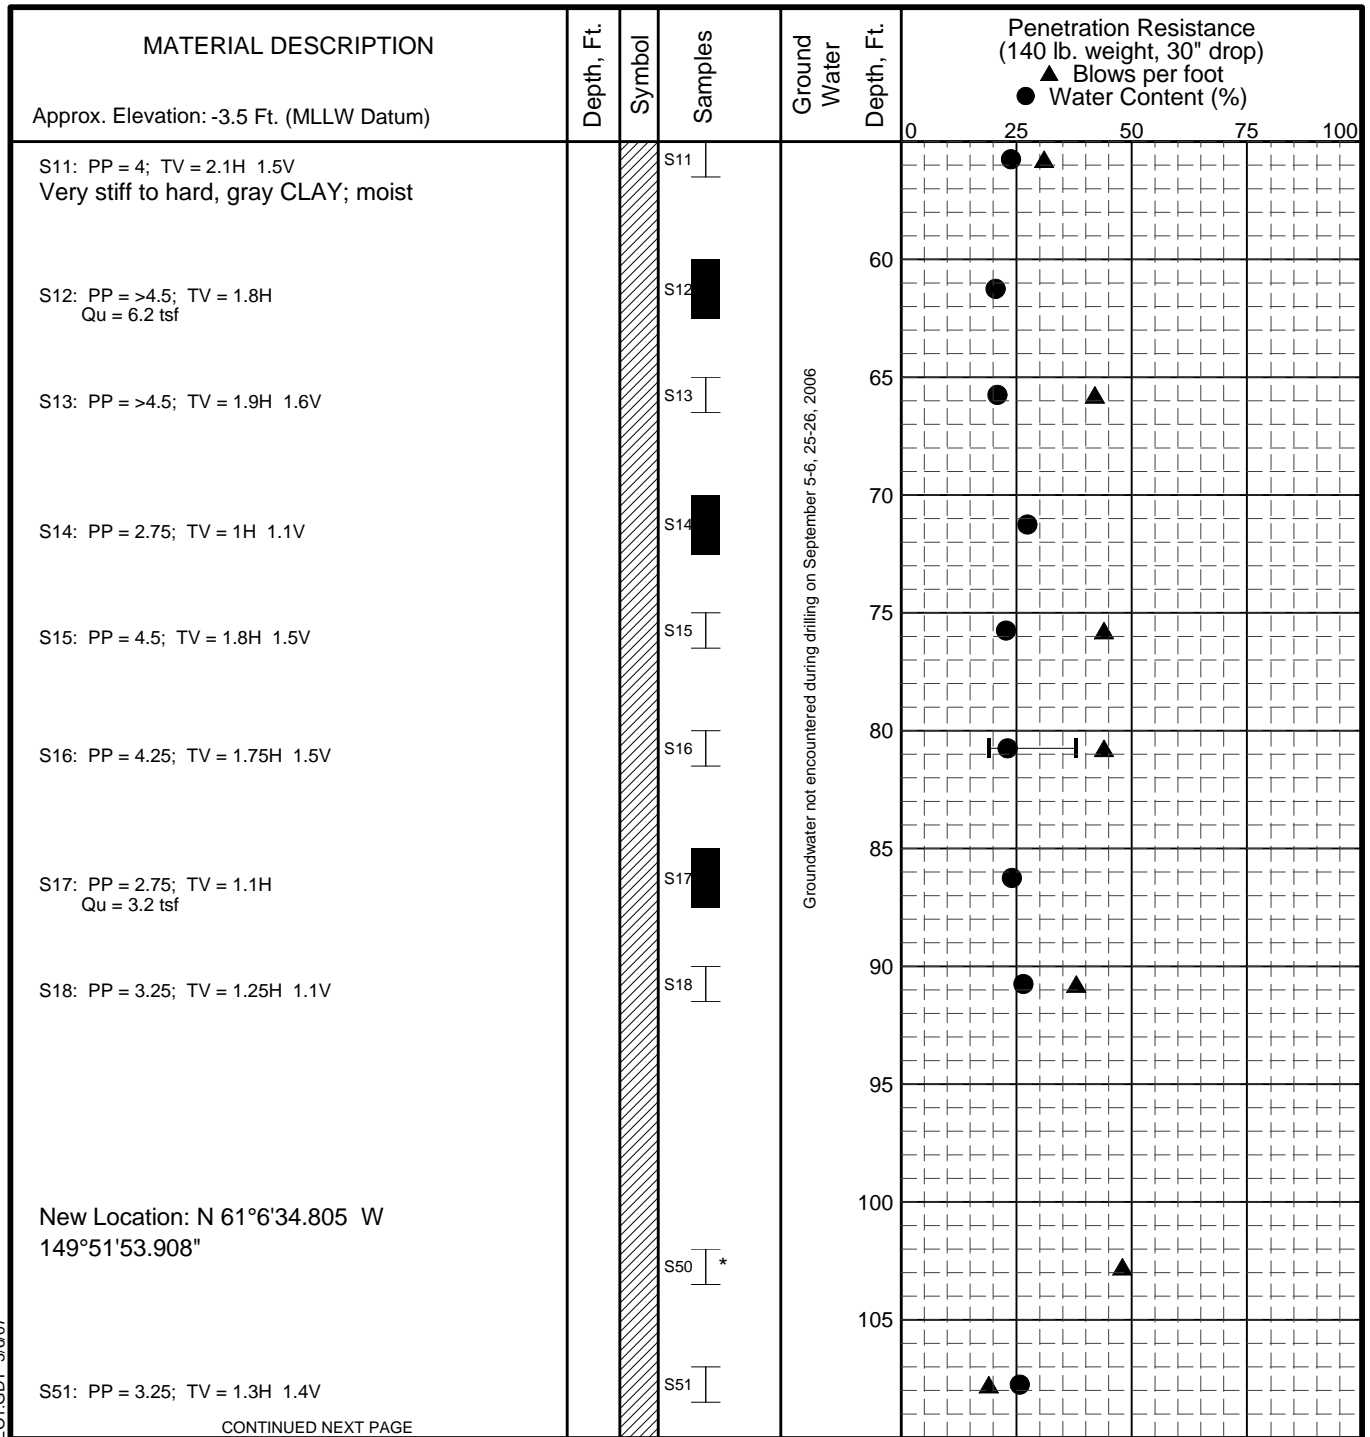 MATERIAL DESCRIPTION
Approx. Elevation: -3.5 Ft. (MLLW Datum)
Depth, Ft.
Symbol
Samples
Ground
Water
Depth, Ft.
Penetration Resistance
(140 lb. weight, 30" drop)
▲ Blows per foot
● Water Content (%)
0 25 50 75 100
S11: PP = 4; TV = 2.1H 1.5V
S11
Very stiff to hard, gray CLAY; moist
60
S12: PP = >4.5; TV = 1.8H
S12
Qu = 6.2 tsf
65
S13: PP = >4.5; TV = 1.9H 1.6V
S13
Groundwater not encountered during drilling on September 5-6, 25-26, 2006
70
S14: PP = 2.75; TV = 1H 1.1V
S14
75
S15: PP = 4.5; TV = 1.8H 1.5V
S15
80
S16: PP = 4.25; TV = 1.75H 1.5V
S16
85
S17: PP = 2.75; TV = 1.1H
S17
Qu = 3.2 tsf
90
S18: PP = 3.25; TV = 1.25H 1.1V
S18
95
100
New Location: N 61°6'34.805 W
149°51'53.908"
S50 *
105
S51: PP = 3.25; TV = 1.3H 1.4V
S51
CONTINUED NEXT PAGE